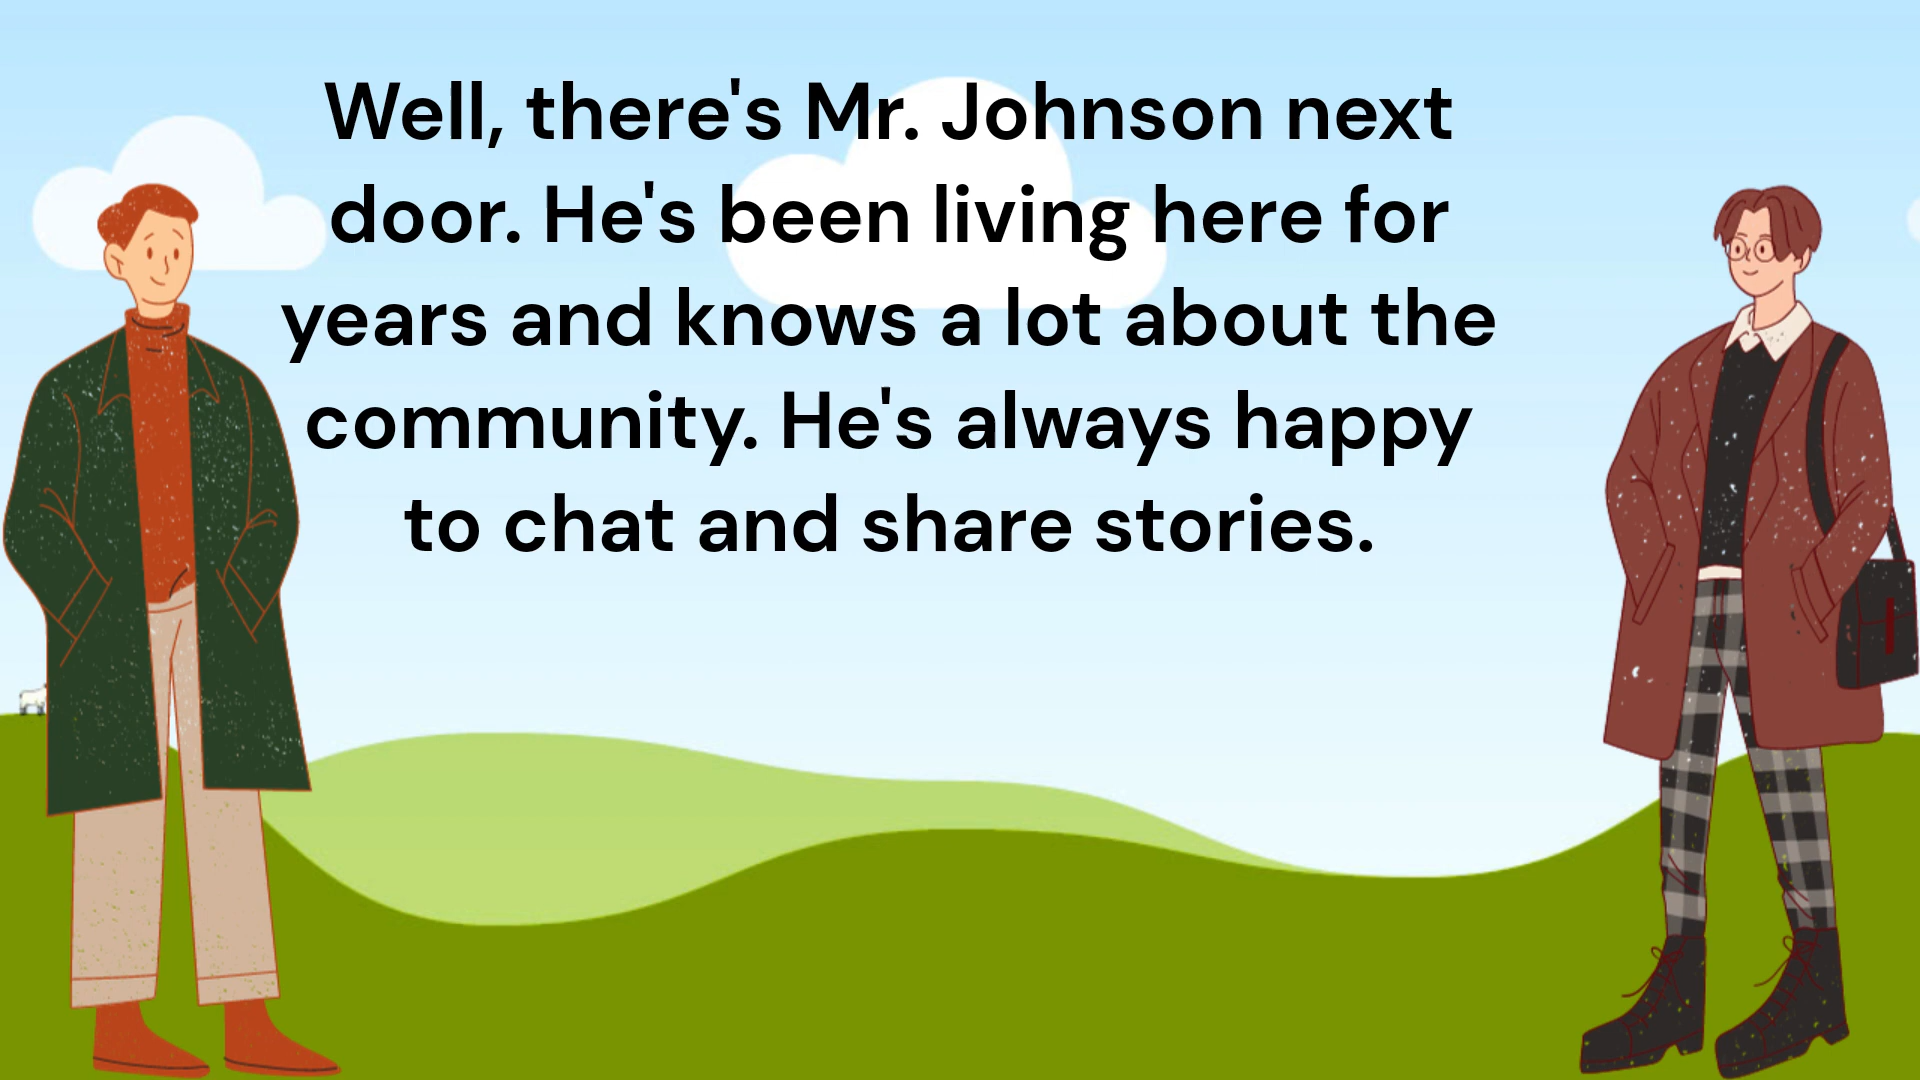 Well, there's Mr. Johnson next
door. He's been living here for
years and knows a lot about the
community. He's always happy
to chat and share stories.